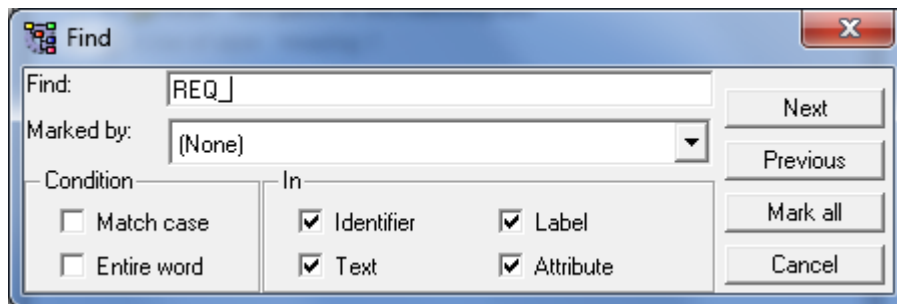 Find
Find:
REQ_
Next
Marked by:
(None)
Previous
Condition
In
Match case
Identifier
Label
Mark all
Entire word
Text
Attribute
Cancel